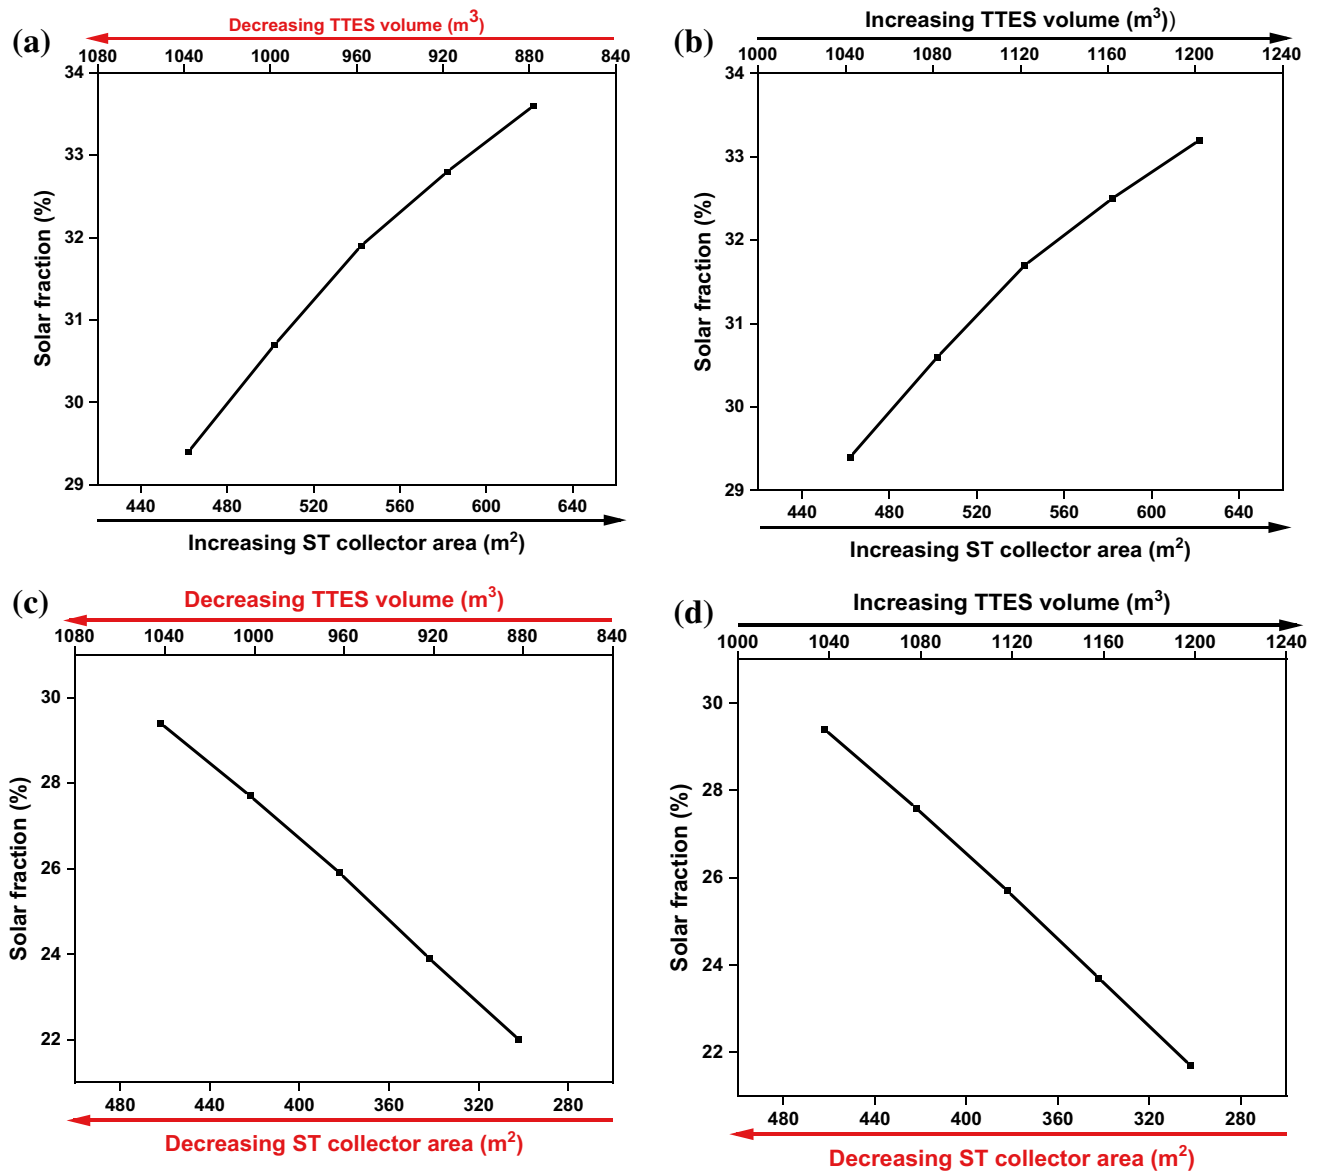 (a)
Decreasing TTES volume (m³)
1080 1040 1000 960 920 880 840
34
33
32
31
30
29
Solar fraction (%)
440 480 520 560 600 640
Increasing ST collector area (m²)
(b)
Increasing TTES volume (m³))
1000 1040 1080 1120 1160 1200 1240
34
33
32
31
30
29
Solar fraction (%)
440 480 520 560 600 640
Increasing ST collector area (m²)
(c)
Decreasing TTES volume (m³)
1080 1040 1000 960 920 880 840
30
28
26
24
22
Solar fraction (%)
480 440 400 360 320 280
Decreasing ST collector area (m²)
(d)
Increasing TTES volume (m³)
1000 1040 1080 1120 1160 1200 1240
30
28
26
24
22
Solar fraction (%)
480 440 400 360 320 280
Decreasing ST collector area (m²)